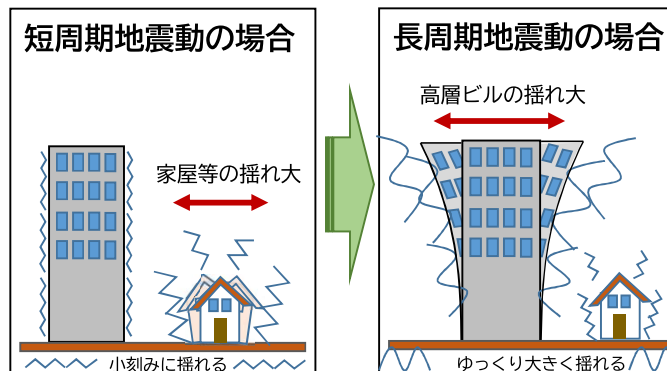 短周期地震動の場合
家屋等の揺れ大
小刻みに揺れる
長周期地震動の場合
高層ビルの揺れ大
ゆっくり大きく揺れる